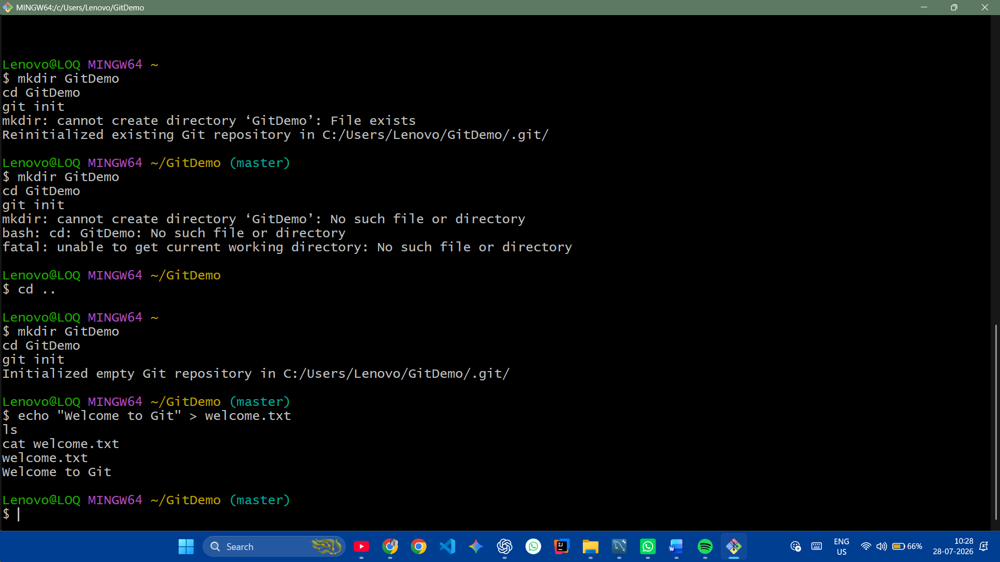 MINGW64:/c/Users/Lenovo/GitDemo
Lenovo@LOQ MINGW64 ~
$ mkdir GitDemo
cd GitDemo
git init
mkdir: cannot create directory ‘GitDemo’: File exists
Reinitialized existing Git repository in C:/Users/Lenovo/GitDemo/.git/
Lenovo@LOQ MINGW64 ~/GitDemo (master)
$ mkdir GitDemo
cd GitDemo
git init
mkdir: cannot create directory ‘GitDemo’: No such file or directory
bash: cd: GitDemo: No such file or directory
fatal: unable to get current working directory: No such file or directory
Lenovo@LOQ MINGW64 ~/GitDemo
$ cd ..
Lenovo@LOQ MINGW64 ~
$ mkdir GitDemo
cd GitDemo
git init
Initialized empty Git repository in C:/Users/Lenovo/GitDemo/.git/
Lenovo@LOQ MINGW64 ~/GitDemo (master)
$ echo "Welcome to Git" > welcome.txt
ls
cat welcome.txt
welcome.txt
Welcome to Git
Lenovo@LOQ MINGW64 ~/GitDemo (master)
$
Search
ENG
US
66%
10:28
28-07-2026